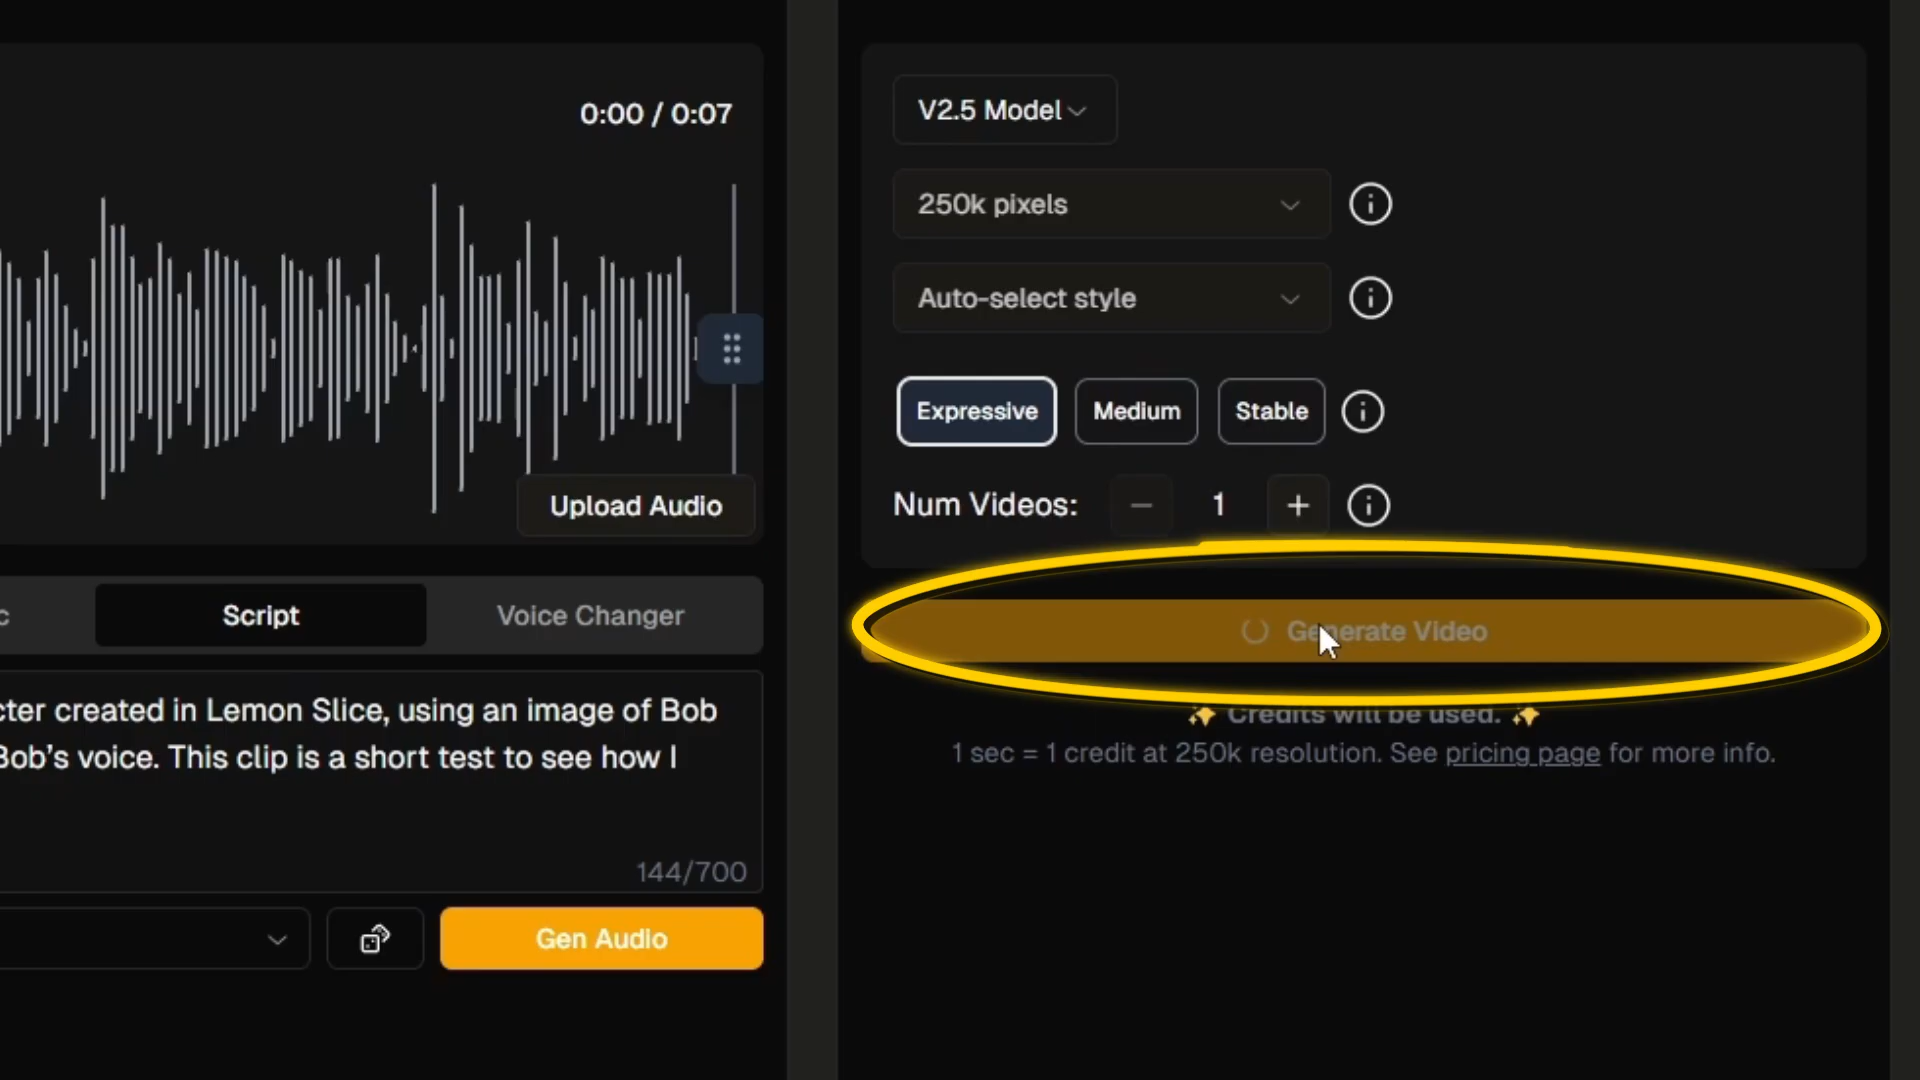 0:00 / 0:07
Upload Audio
Script
Voice Changer
created in Lemon Slice, using an image of Bob
Bob's voice. This clip is a short test to see how I
144/700
Gen Audio
V2.5 Model
250k pixels
Auto-select style
Expressive
Medium
Stable
Num Videos:
1
Generate Video
✨ Credits will be used. ✨
1 sec = 1 credit at 250k resolution. See pricing page for more info.